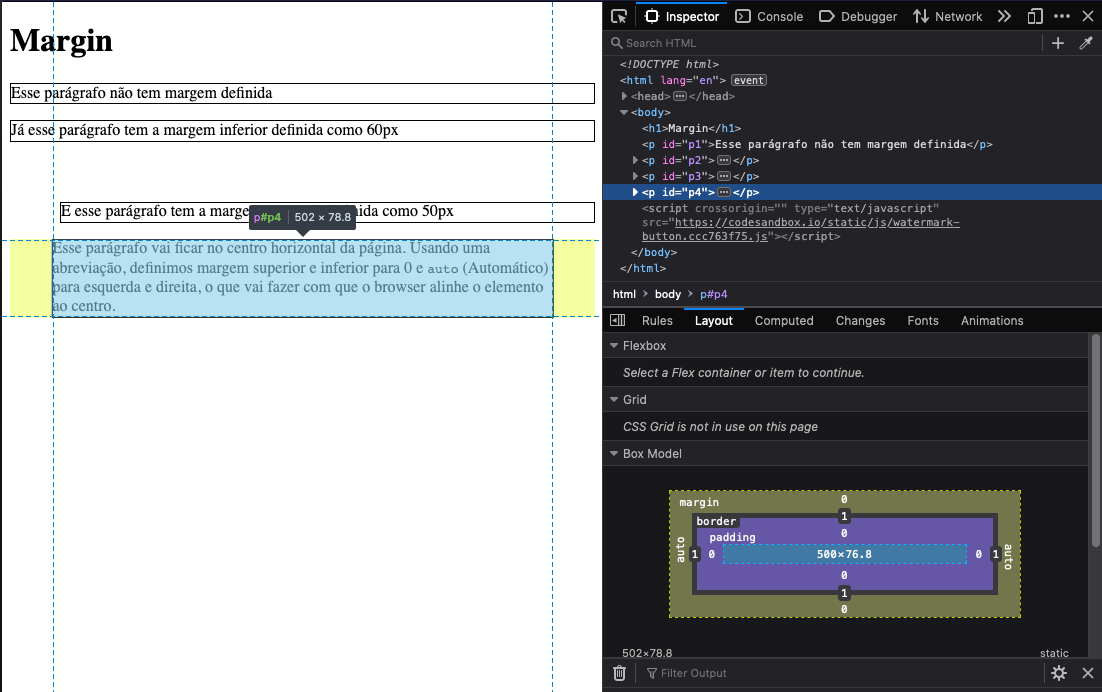 Margin
Esse parágrafo não tem margem definida
Já esse parágrafo tem a margem inferior definida como 60px
E esse parágrafo tem a marge nida como 50px
p#p4 502 × 78.8
Esse parágrafo vai ficar no centro horizontal da página. Usando uma
abreviação, definimos margem superior e inferior para 0 e auto (Automático)
para esquerda e direita, o que vai fazer com que o browser alinhe o elemento
ao centro.
Inspector Console Debugger Network
Search HTML
<!DOCTYPE html>
<html lang="en"> event
<head> </head>
<body>
<h1>Margin</h1>
<p id="p1">Esse parágrafo não tem margem definida</p>
<p id="p2"> </p>
<p id="p3"> </p>
<p id="p4"> </p>
<script crossorigin="" type="text/javascript"
src="https://codesandbox.io/static/js/watermark-
button.ccc763f75.js"></script>
</body>
</html>
html body p#p4
Rules Layout Computed Changes Fonts Animations
Flexbox
Select a Flex container or item to continue.
Grid
CSS Grid is not in use on this page
Box Model
margin 0
border 1
padding 0
auto 1 0 500×76.8 0 1 auto
0
1
0
502×78.8 static
Filter Output